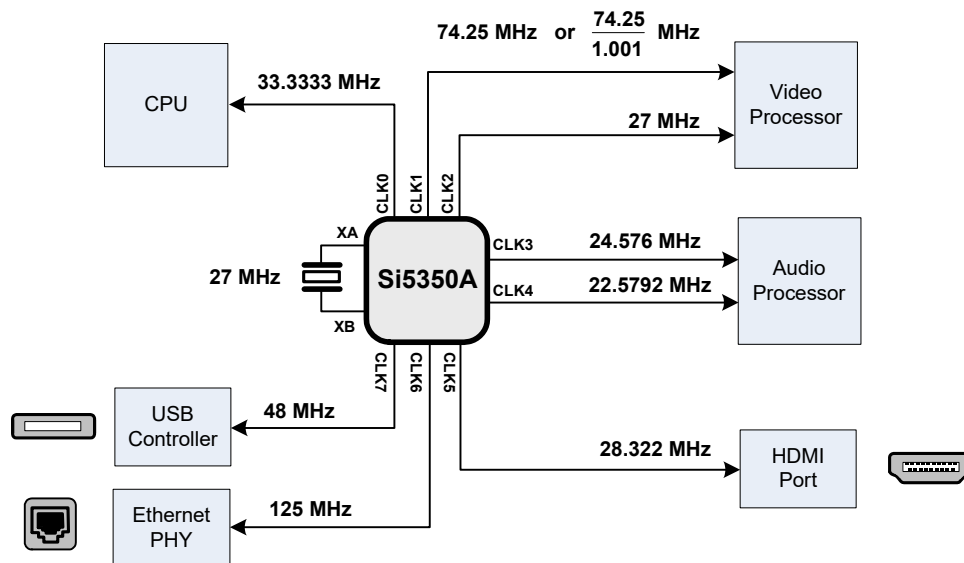 74.25 MHz or 74.25 / 1.001 MHz
33.3333 MHz
CPU
Video
Processor
27 MHz
CLK0
CLK1
CLK2
XA
27 MHz
XB
Si5350A
CLK3
24.576 MHz
CLK4
22.5792 MHz
Audio
Processor
CLK7
CLK6
CLK5
USB
Controller
48 MHz
28.322 MHz
HDMI
Port
Ethernet
PHY
125 MHz